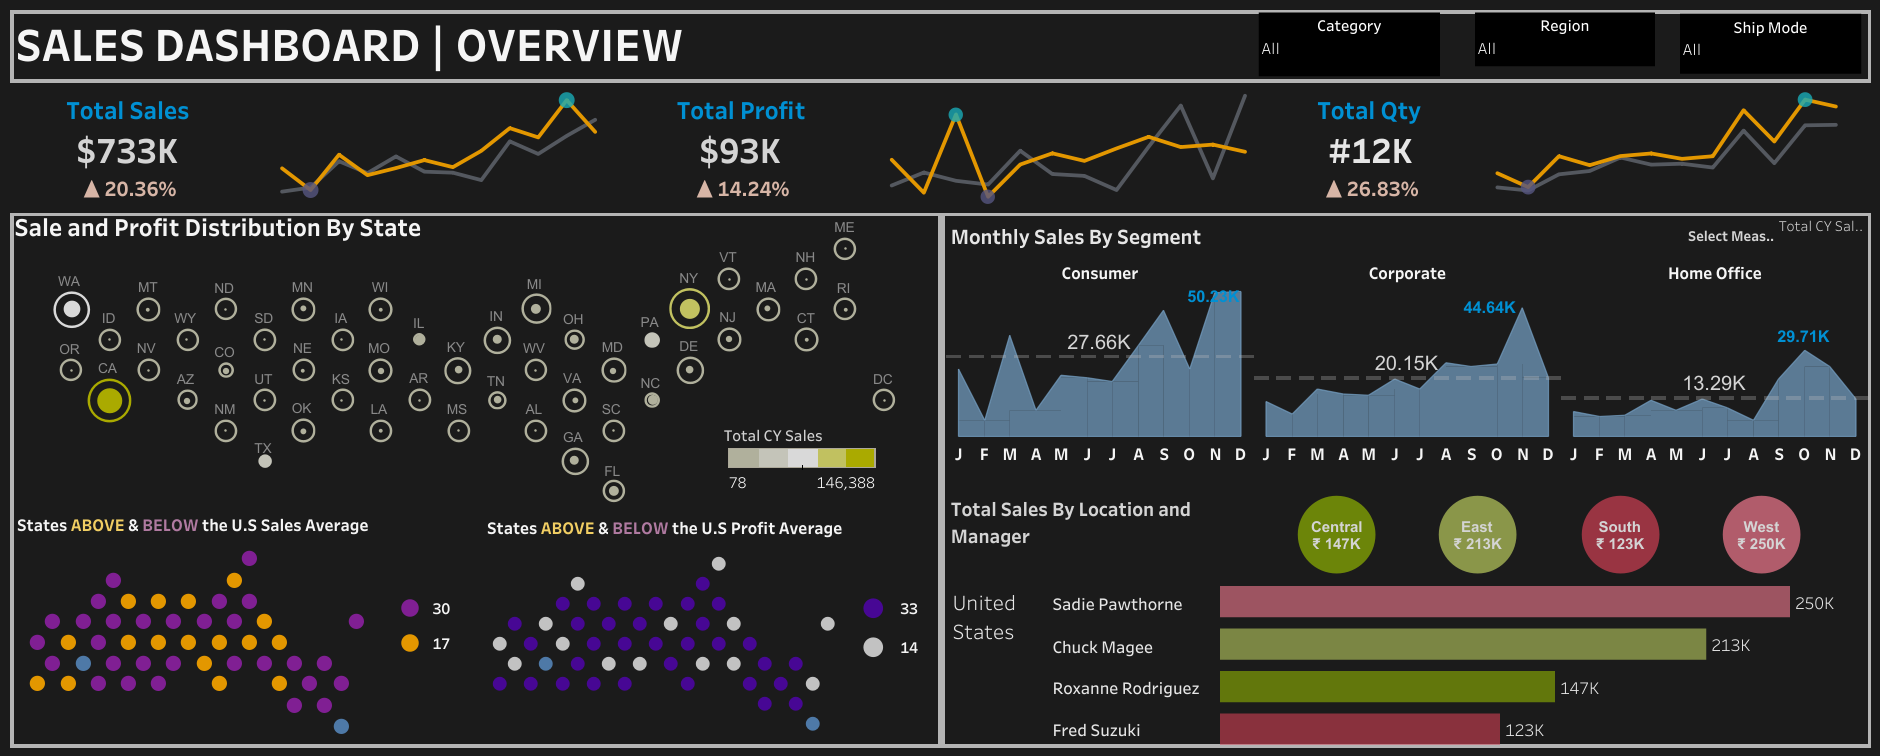 SALES DASHBOARD | OVERVIEW
Category
All
Region
All
Ship Mode
All
Total Sales
$733K
▲ 20.36%
Total Profit
$93K
▲ 14.24%
Total Qty
#12K
▲ 26.83%
Sale and Profit Distribution By State
ME
VT
NH
WA
MT
ND
MN
WI
MI
NY
MA
RI
ID
WY
SD
IA
IL
IN
OH
PA
NJ
CT
OR
NV
CO
NE
MO
KY
WV
MD
DE
CA
AZ
UT
KS
AR
TN
VA
NC
DC
NM
OK
LA
MS
AL
SC
TX
GA
FL
Total CY Sales
78
146,388
States ABOVE & BELOW the U.S Sales Average
30
17
States ABOVE & BELOW the U.S Profit Average
33
14
Monthly Sales By Segment
Select Meas..
Total CY Sal..
Consumer
Corporate
Home Office
50.23K
27.66K
44.64K
20.15K
29.71K
13.29K
J F M A M J J A S O N D
J F M A M J J A S O N D
J F M A M J J A S O N D
Total Sales By Location and
Manager
Central
₹ 147K
East
₹ 213K
South
₹ 123K
West
₹ 250K
United
States
Sadie Pawthorne
250K
Chuck Magee
213K
Roxanne Rodriguez
147K
Fred Suzuki
123K